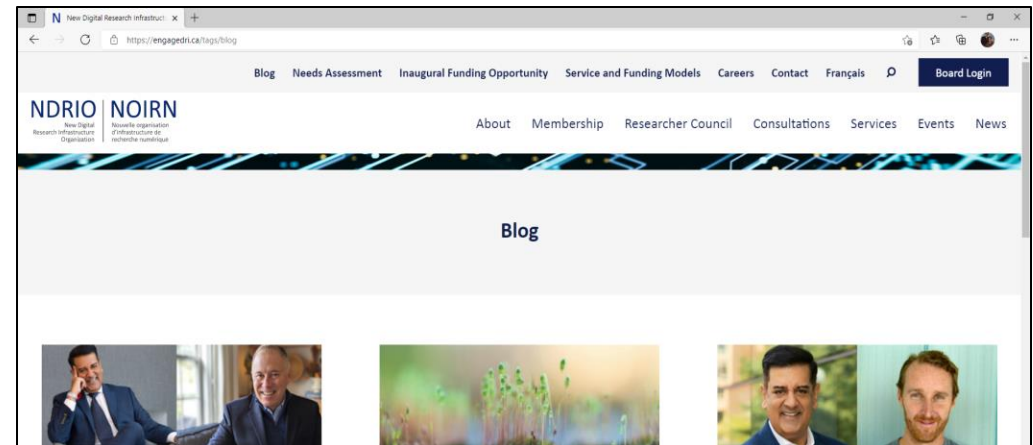 New Digital Research Infrastruct
https://engagedri.ca/tags/blog
Blog Needs Assessment Inaugural Funding Opportunity Service and Funding Models Careers Contact Français Board Login
NDRIO NOIRN
New Digital Research Infrastructure Organization
Nouvelle organisation d'infrastructure de recherche numérique
About Membership Researcher Council Consultations Services Events News
Blog